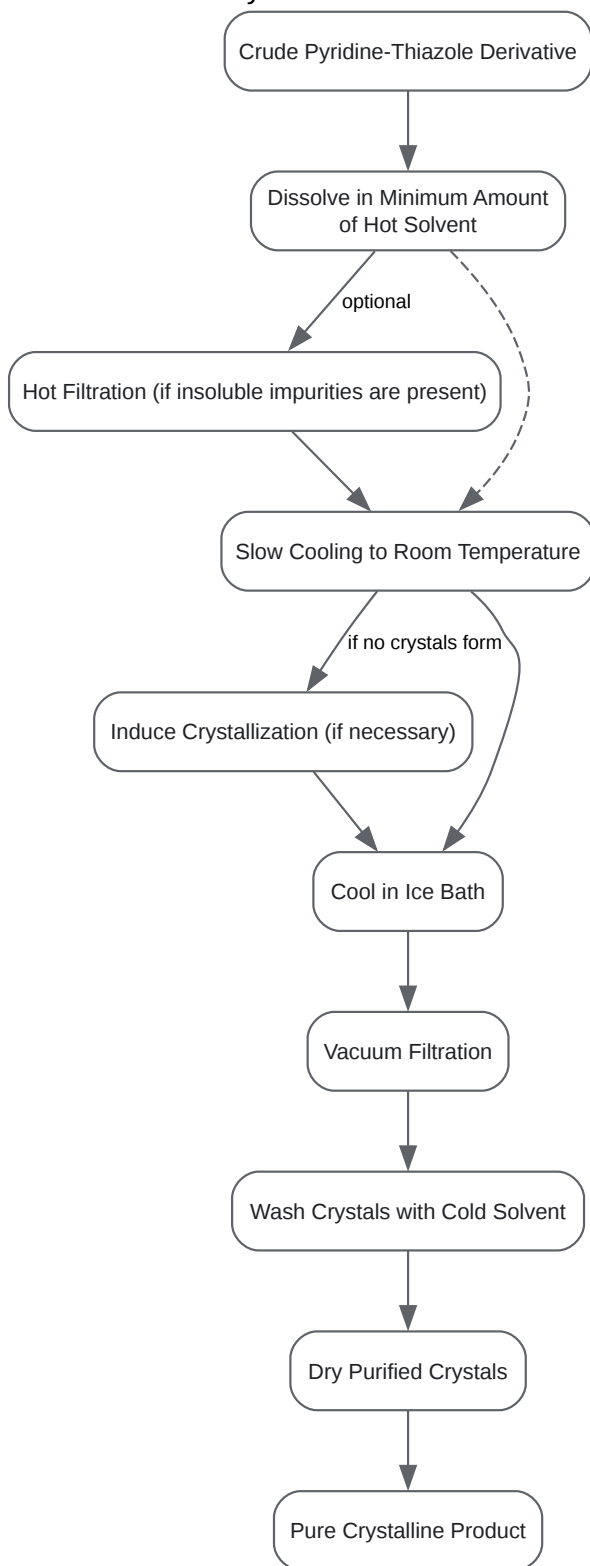 Crude Pyridine-Thiazole Derivative
Dissolve in Minimum Amount
of Hot Solvent
optional
Hot Filtration (if insoluble impurities are present)
Slow Cooling to Room Temperature
if no crystals form
Induce Crystallization (if necessary)
Cool in Ice Bath
Vacuum Filtration
Wash Crystals with Cold Solvent
Dry Purified Crystals
Pure Crystalline Product